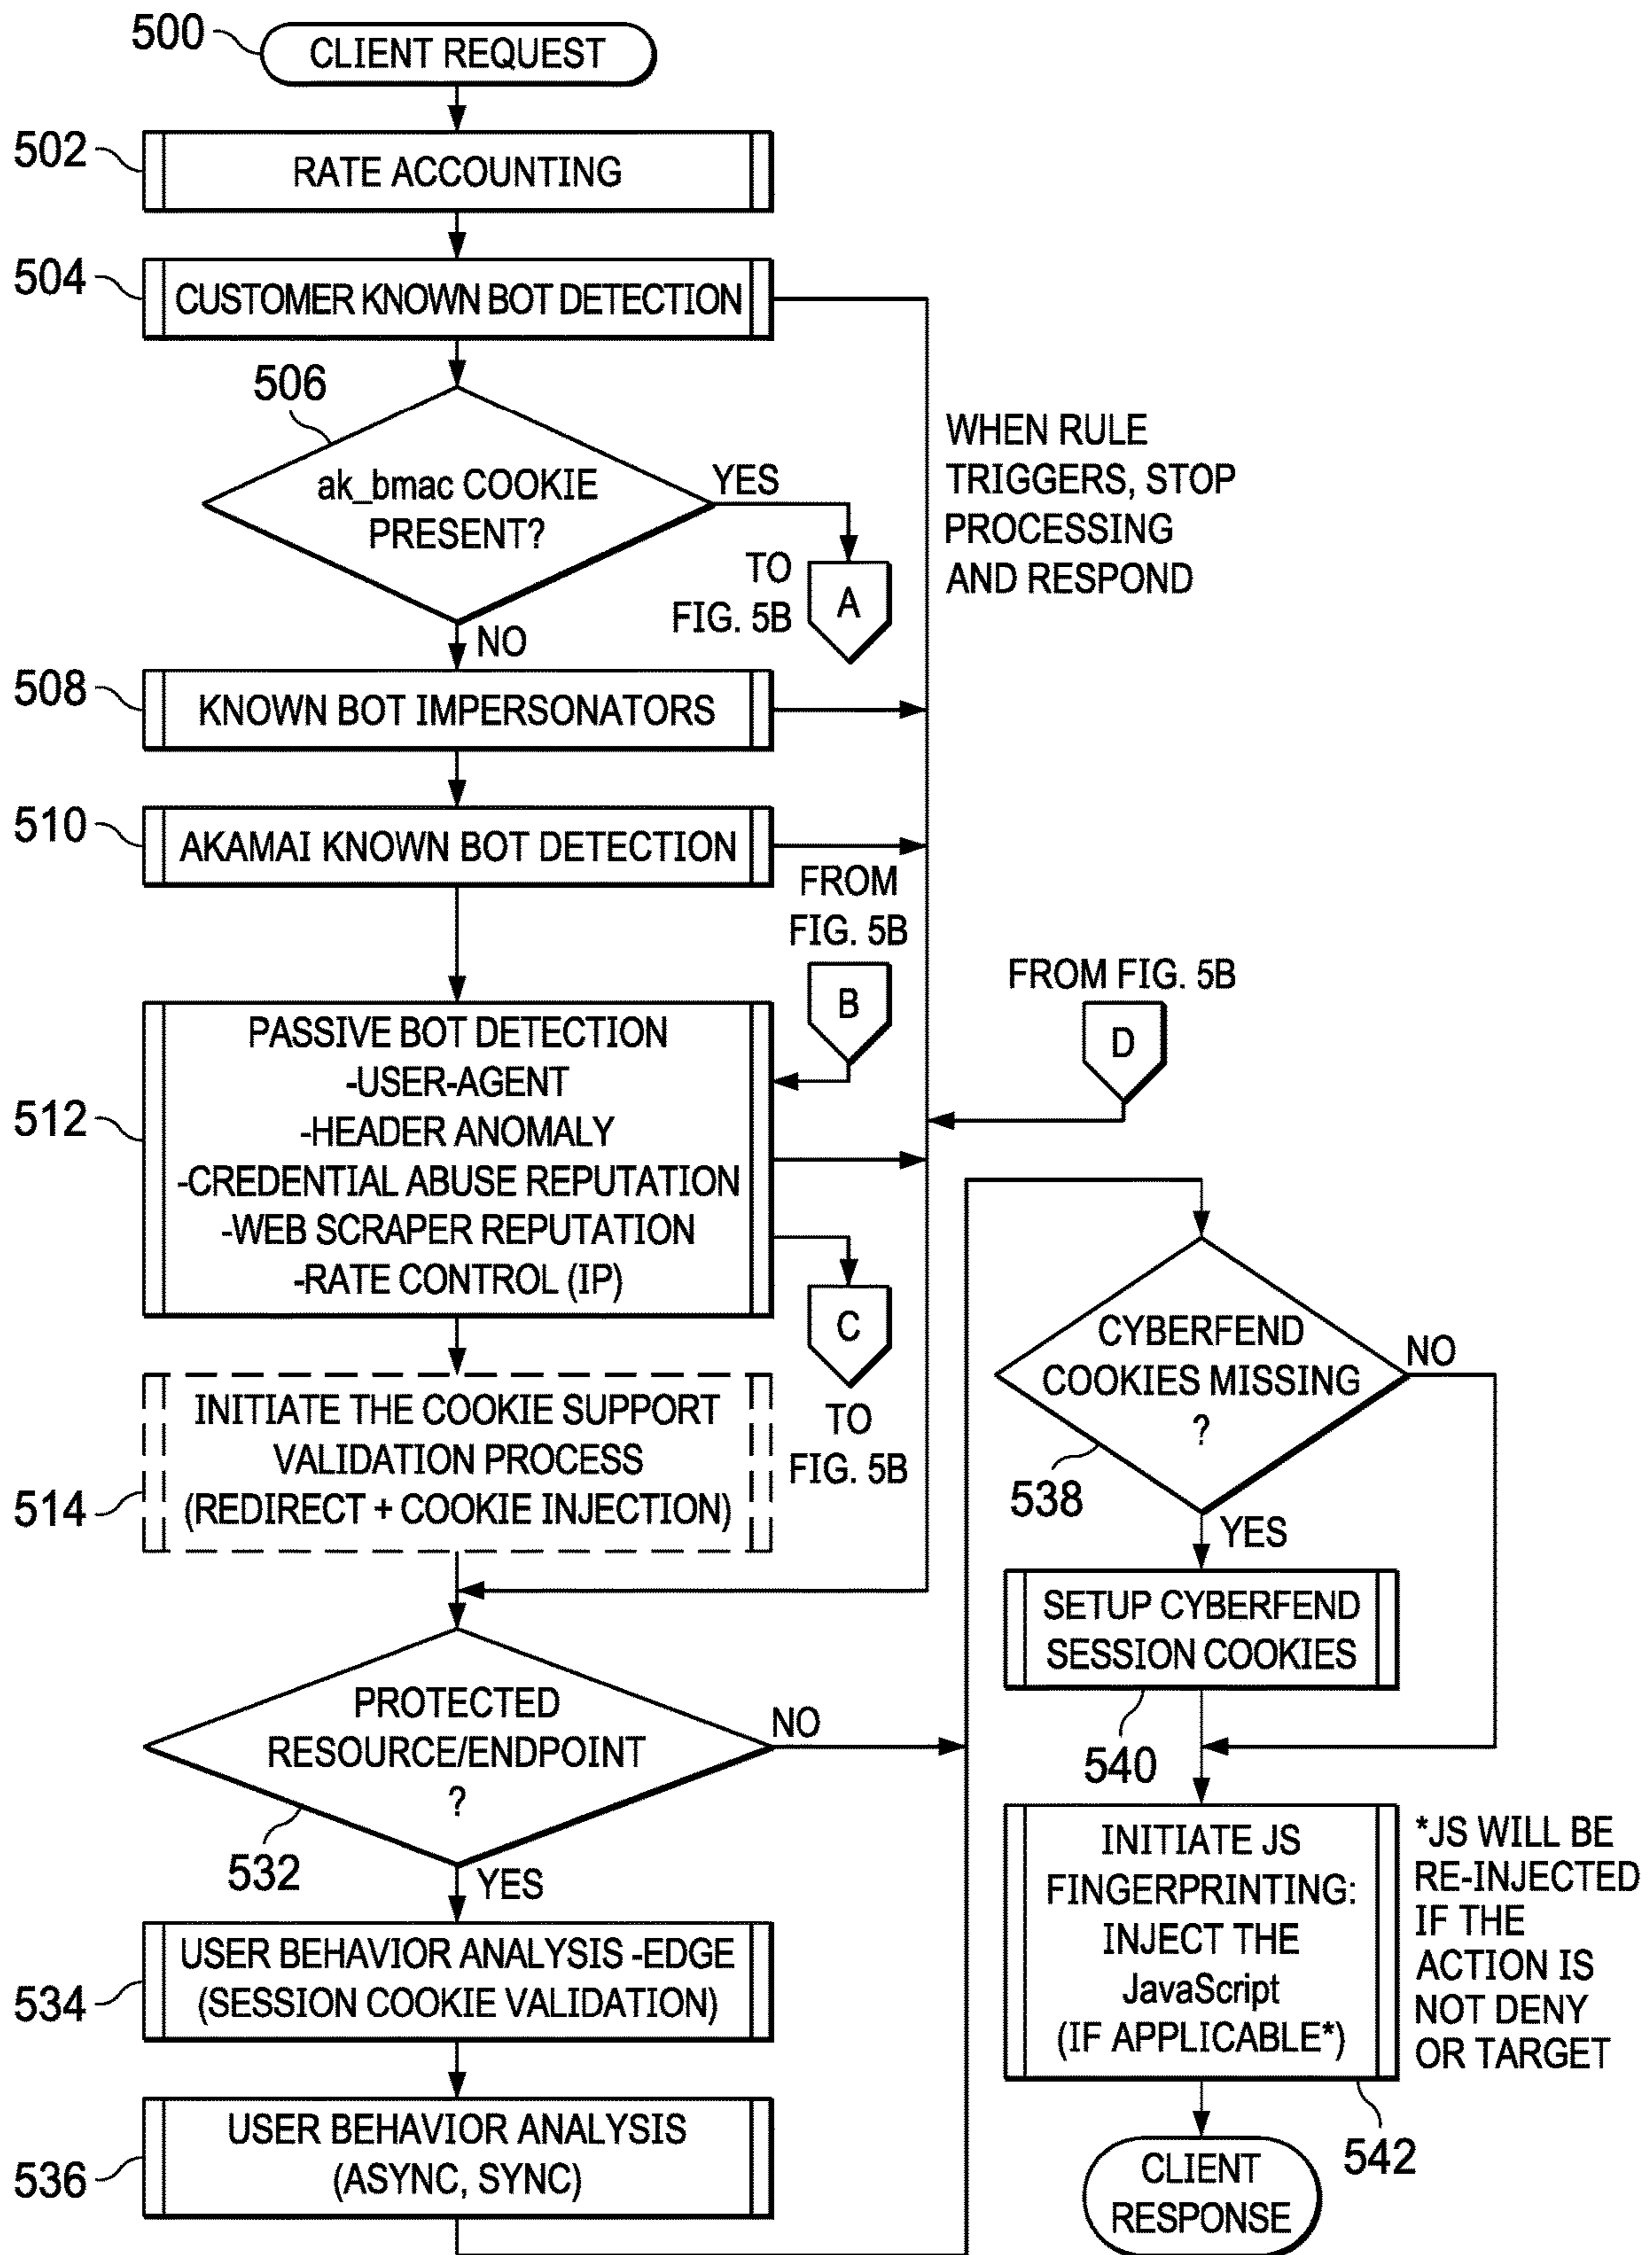 500
CLIENT REQUEST
502
RATE ACCOUNTING
504
CUSTOMER KNOWN BOT DETECTION
506
ak_bmac COOKIE
PRESENT?
YES
TO
FIG. 5B
A
NO
WHEN RULE
TRIGGERS, STOP
PROCESSING
AND RESPOND
508
KNOWN BOT IMPERSONATORS
510
AKAMAI KNOWN BOT DETECTION
FROM
FIG. 5B
B
FROM FIG. 5B
D
512
PASSIVE BOT DETECTION
-USER-AGENT
-HEADER ANOMALY
-CREDENTIAL ABUSE REPUTATION
-WEB SCRAPER REPUTATION
-RATE CONTROL (IP)
C
TO
FIG. 5B
514
INITIATE THE COOKIE SUPPORT
VALIDATION PROCESS
(REDIRECT + COOKIE INJECTION)
PROTECTED
RESOURCE/ENDPOINT
?
NO
532
YES
534
USER BEHAVIOR ANALYSIS -EDGE
(SESSION COOKIE VALIDATION)
536
USER BEHAVIOR ANALYSIS
(ASYNC, SYNC)
CYBERFEND
COOKIES MISSING
?
NO
538
YES
SETUP CYBERFEND
SESSION COOKIES
540
INITIATE JS
FINGERPRINTING:
INJECT THE
JavaScript
(IF APPLICABLE*)
*JS WILL BE
RE-INJECTED
IF THE
ACTION IS
NOT DENY
OR TARGET
542
CLIENT
RESPONSE